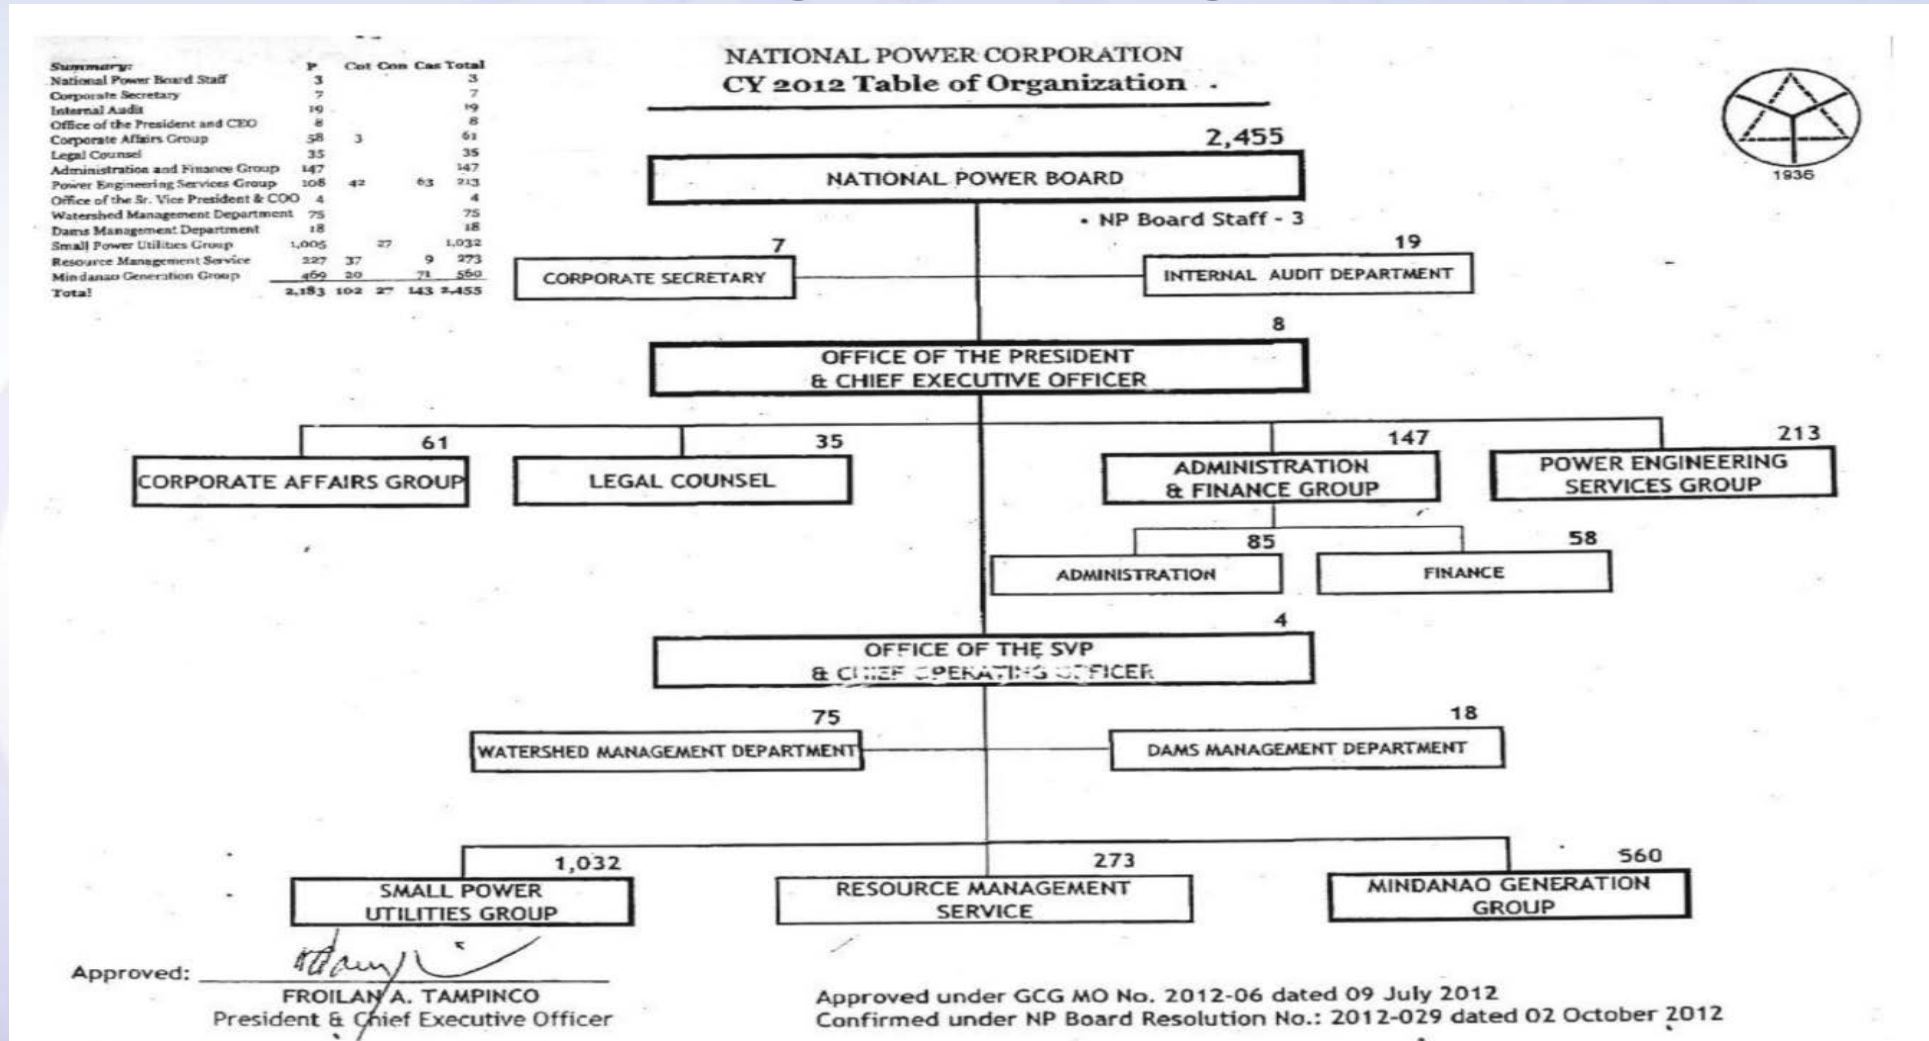 Summary: P Cot Con Cas Total
National Power Board Staff 3 3
Corporate Secretary 7 7
Internal Audit 19 19
Office of the President and CEO 8 8
Corporate Affairs Group 58 3 61
Legal Counsel 35 35
Administration and Finance Group 147 147
Power Engineering Services Group 108 42 63 213
Office of the Sr. Vice President & COO 4 4
Watershed Management Department 75 75
Dams Management Department 18 18
Small Power Utilities Group 1,005 27 1,032
Resource Management Service 227 37 9 273
Mindanao Generation Group 469 20 71 560
Total 2,183 102 27 143 2,455
NATIONAL POWER CORPORATION
CY 2012 Table of Organization
1936
2,455
NATIONAL POWER BOARD
• NP Board Staff - 3
7
CORPORATE SECRETARY
19
INTERNAL AUDIT DEPARTMENT
8
OFFICE OF THE PRESIDENT
& CHIEF EXECUTIVE OFFICER
61
CORPORATE AFFAIRS GROUP
35
LEGAL COUNSEL
147
ADMINISTRATION
& FINANCE GROUP
213
POWER ENGINEERING
SERVICES GROUP
85
ADMINISTRATION
58
FINANCE
4
OFFICE OF THE SVP
& CHIEF OPERATING OFFICER
75
WATERSHED MANAGEMENT DEPARTMENT
18
DAMS MANAGEMENT DEPARTMENT
1,032
SMALL POWER
UTILITIES GROUP
273
RESOURCE MANAGEMENT
SERVICE
560
MINDANAO GENERATION
GROUP
Approved:
FROILAN A. TAMPINCO
President & Chief Executive Officer
Approved under GCG MO No. 2012-06 dated 09 July 2012
Confirmed under NP Board Resolution No.: 2012-029 dated 02 October 2012